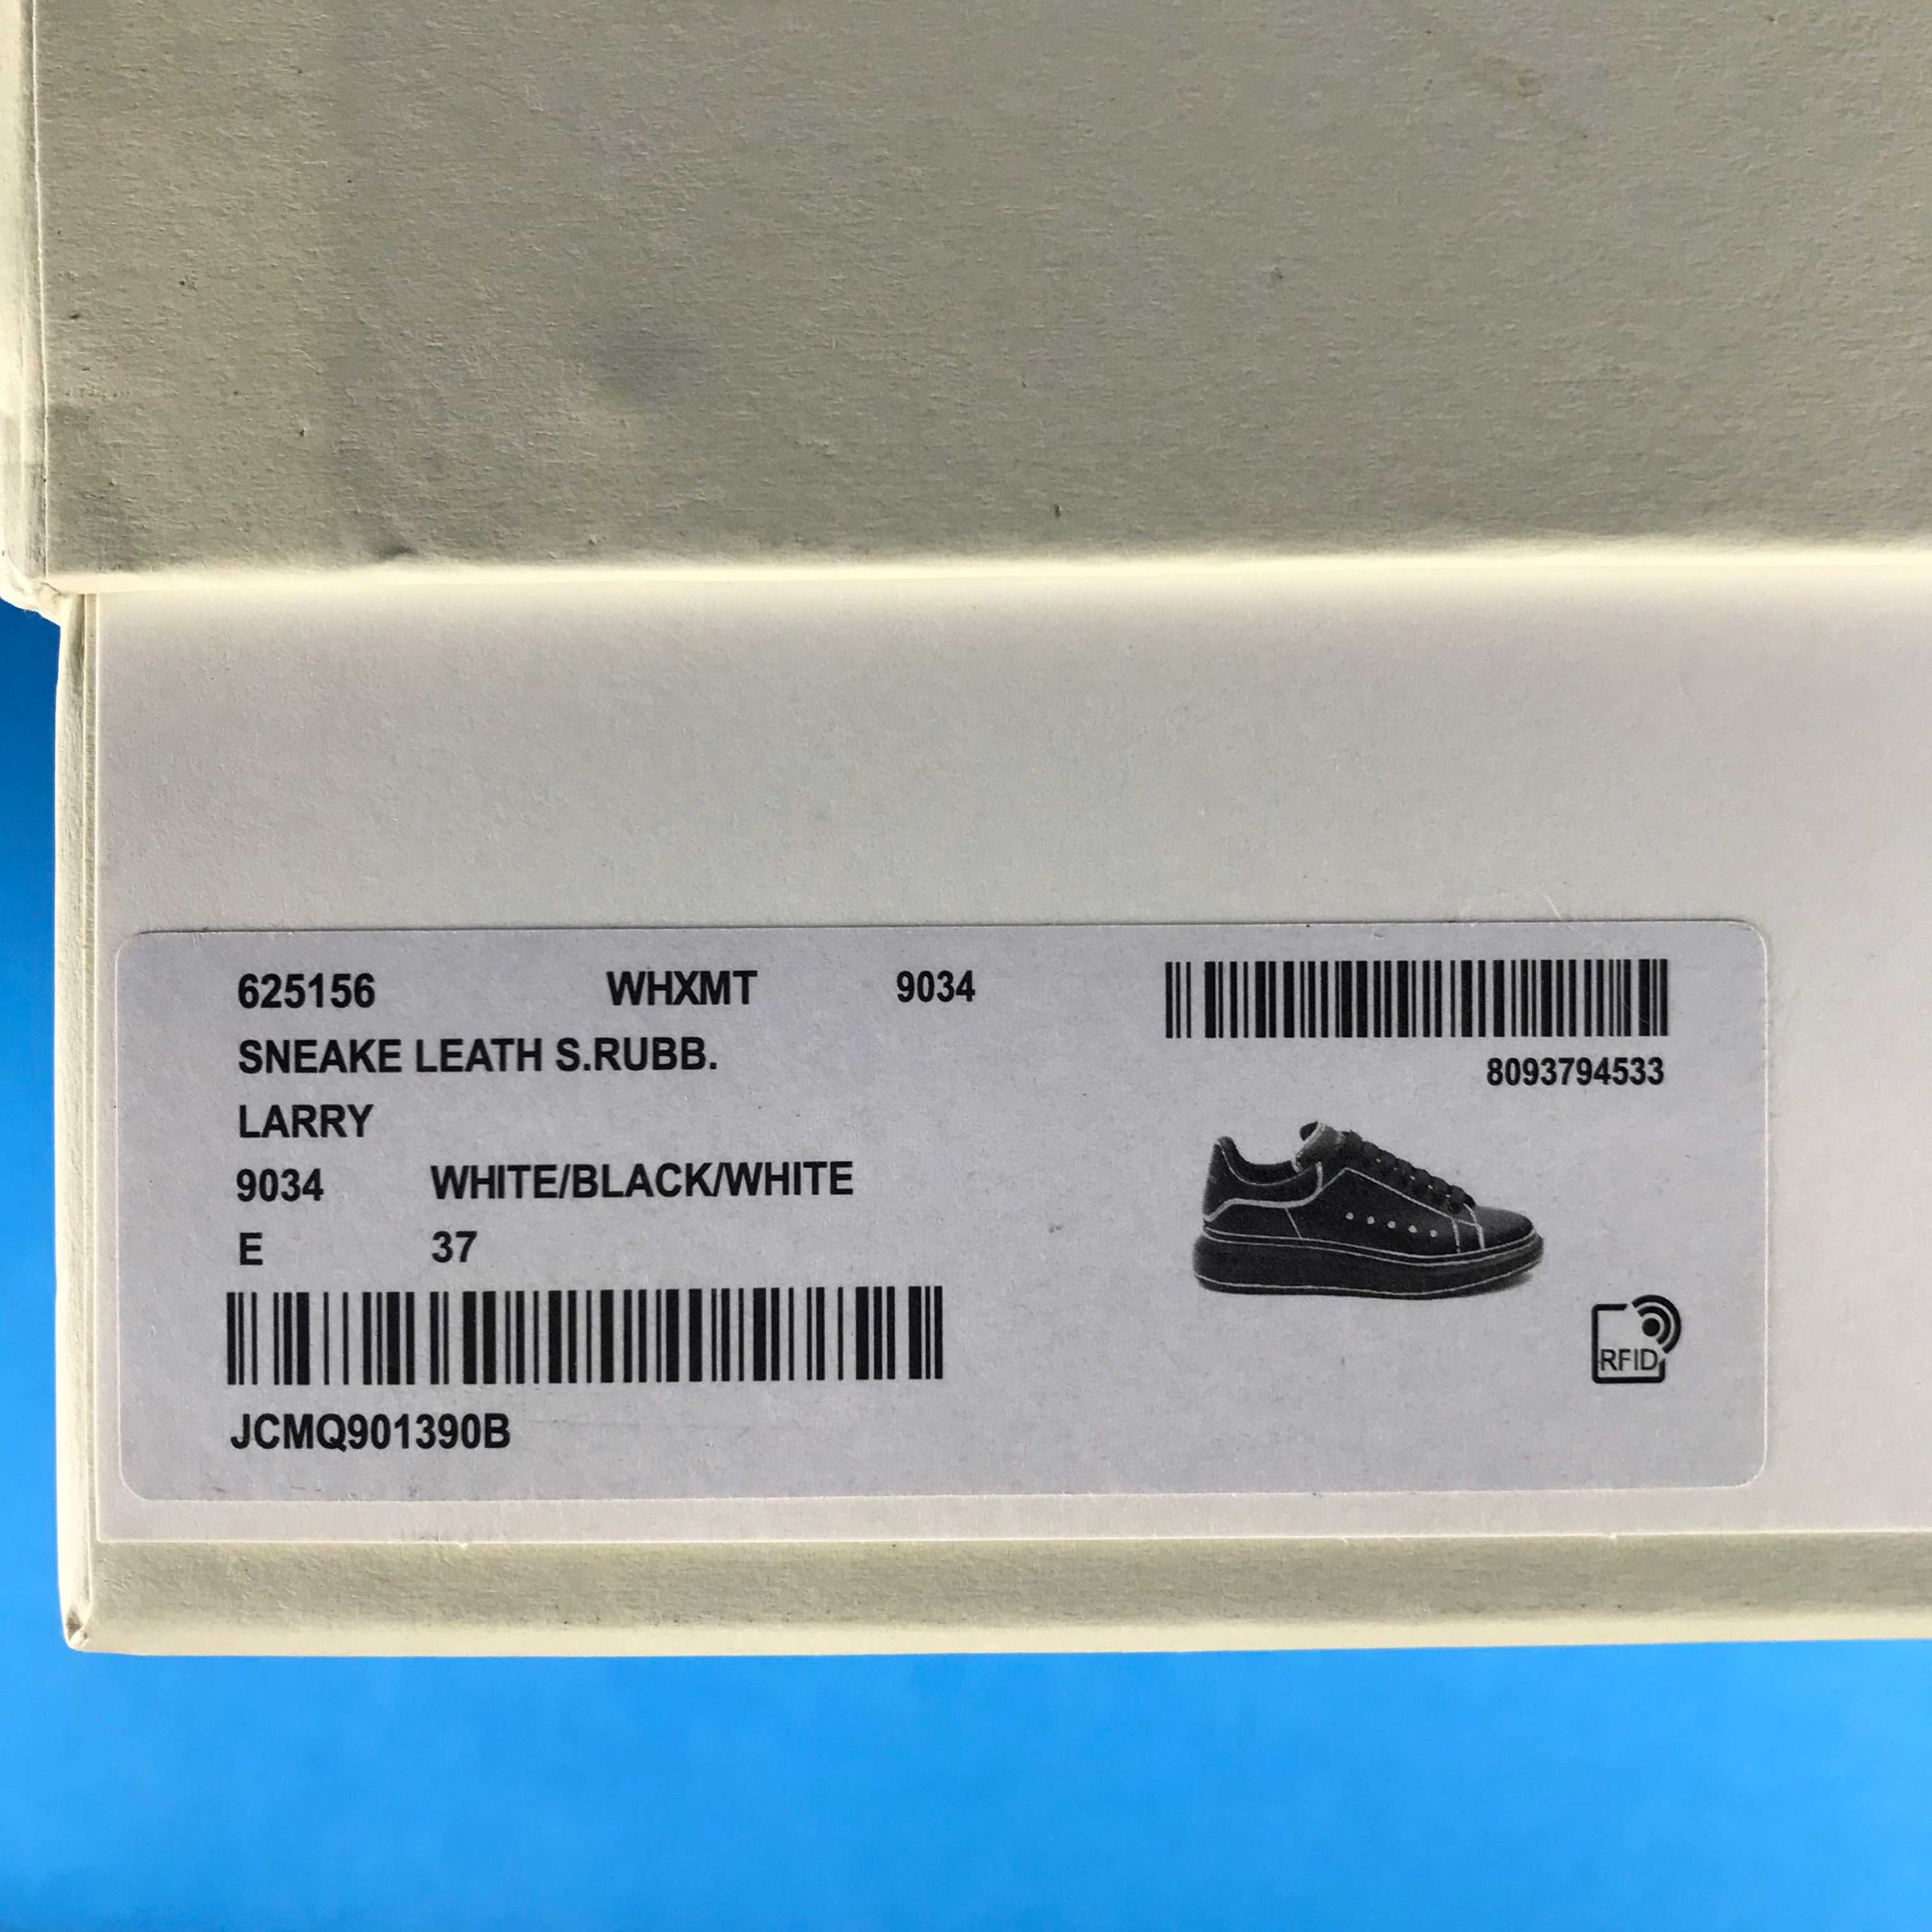 625156 WHXMT 9034
SNEAKE LEATH S.RUBB.
LARRY
9034 WHITE/BLACK/WHITE
E 37
JCMQ901390B
8093794533
RFID